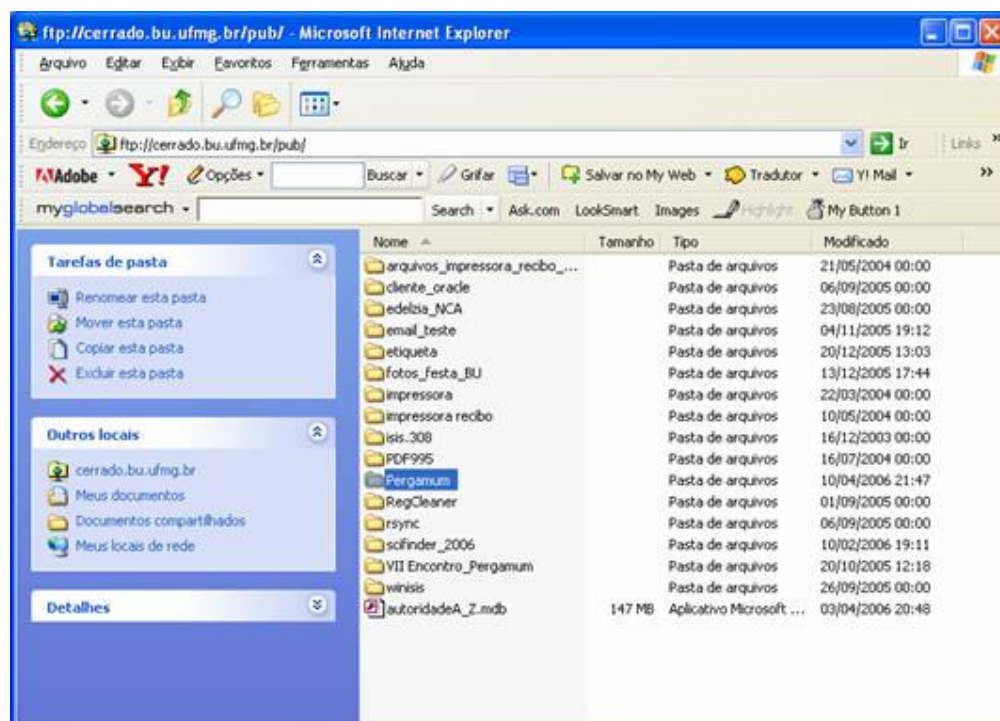 ftp://cerrado.bu.ufmg.br/pub/ - Microsoft Internet Explorer
Arquivo Editar Exibir Favoritos Ferramentas Ajuda
Endereço ftp://cerrado.bu.ufmg.br/pub/ Ir Links »
Adobe Y! Opções Buscar Grifar Salvar no My Web Tradutor Y! Mail »
myglobalsearch Search Ask.com LookSmart Images Highlight My Button 1
Tarefas de pasta
Renomear esta pasta
Mover esta pasta
Copiar esta pasta
Excluir esta pasta
Outros locais
cerrado.bu.ufmg.br
Meus documentos
Documentos compartilhados
Meus locais de rede
Detalhes
Nome Tamanho Tipo Modificado
arquivos_impressora_recibo_... Pasta de arquivos 21/05/2004 00:00
cliente_oracle Pasta de arquivos 06/09/2005 00:00
edelzia_NCA Pasta de arquivos 23/08/2005 00:00
email_teste Pasta de arquivos 04/11/2005 19:12
etiqueta Pasta de arquivos 20/12/2005 13:03
fotos_festa_BU Pasta de arquivos 13/12/2005 17:44
impressora Pasta de arquivos 22/03/2004 00:00
impressora recibo Pasta de arquivos 10/05/2004 00:00
isis.308 Pasta de arquivos 16/12/2003 00:00
PDF995 Pasta de arquivos 16/07/2004 00:00
Pergamum Pasta de arquivos 10/04/2006 21:47
RegCleaner Pasta de arquivos 01/09/2005 00:00
rsync Pasta de arquivos 06/09/2005 00:00
scifinder_2006 Pasta de arquivos 10/02/2006 19:11
VII Encontro_Pergamum Pasta de arquivos 20/10/2005 12:18
winisis Pasta de arquivos 26/09/2005 00:00
autoridadeA_Z.mdb 147 MB Aplicativo Microsoft ... 03/04/2006 20:48